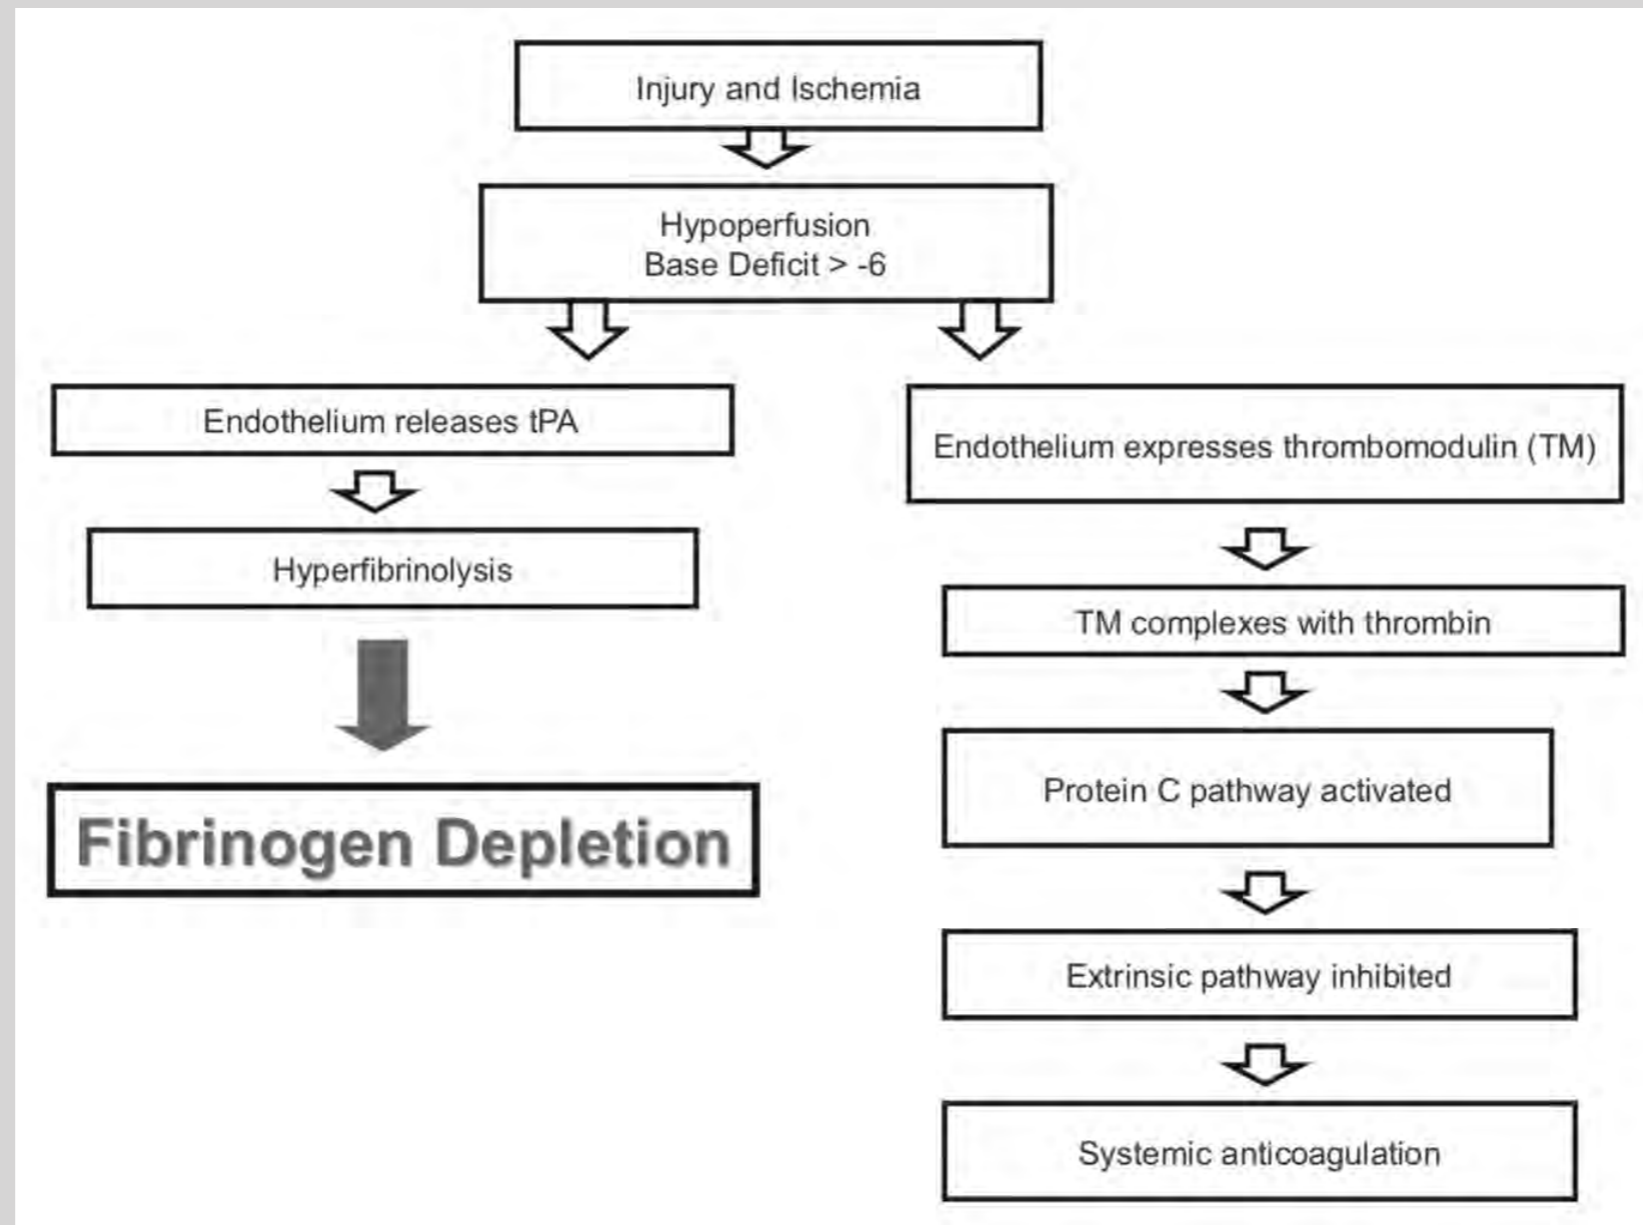 Injury and Ischemia
Hypoperfusion
Base Deficit > -6
Endothelium releases tPA
Hyperfibrinolysis
Fibrinogen Depletion
Endothelium expresses thrombomodulin (TM)
TM complexes with thrombin
Protein C pathway activated
Extrinsic pathway inhibited
Systemic anticoagulation